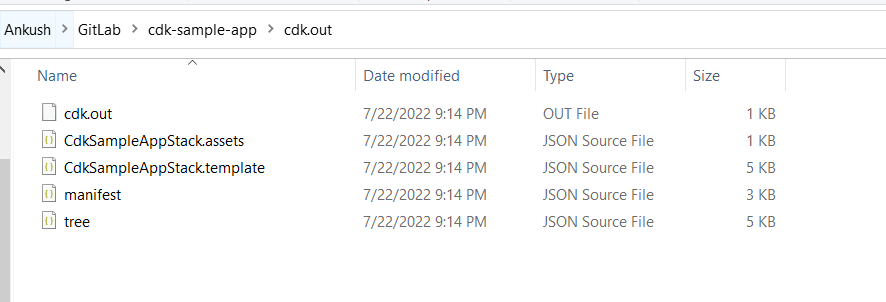 Ankush > GitLab > cdk-sample-app > cdk.out
Name Date modified Type Size
cdk.out 7/22/2022 9:14 PM OUT File 1 KB
CdkSampleAppStack.assets 7/22/2022 9:14 PM JSON Source File 1 KB
CdkSampleAppStack.template 7/22/2022 9:14 PM JSON Source File 5 KB
manifest 7/22/2022 9:14 PM JSON Source File 3 KB
tree 7/22/2022 9:14 PM JSON Source File 5 KB